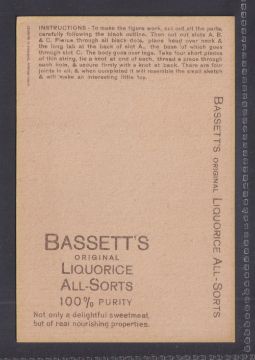 INSTRUCTIONS - To make the figure work, cut out all the parts,
carefully following the black outline. Then cut out slots A, B,
& C. Pierce through all black dots, place head over neck &
the long tab at the back of slot A, the base of which goes
through slot C. The body goes over legs. Take four short pieces
of thin string, tie a knot at end of each, thread a piece through
each hole, & secure firmly with a knot at back. There are four
joints in all, & when completed it will resemble the small sketch
& will make an interesting little toy.
BASSETT'S ORIGINAL LIQUORICE ALL-SORTS
BASSETT'S
ORIGINAL
LIQUORICE
ALL-SORTS
100% PURITY
Not only a delightful sweetmeat
but of real nourishing properties.